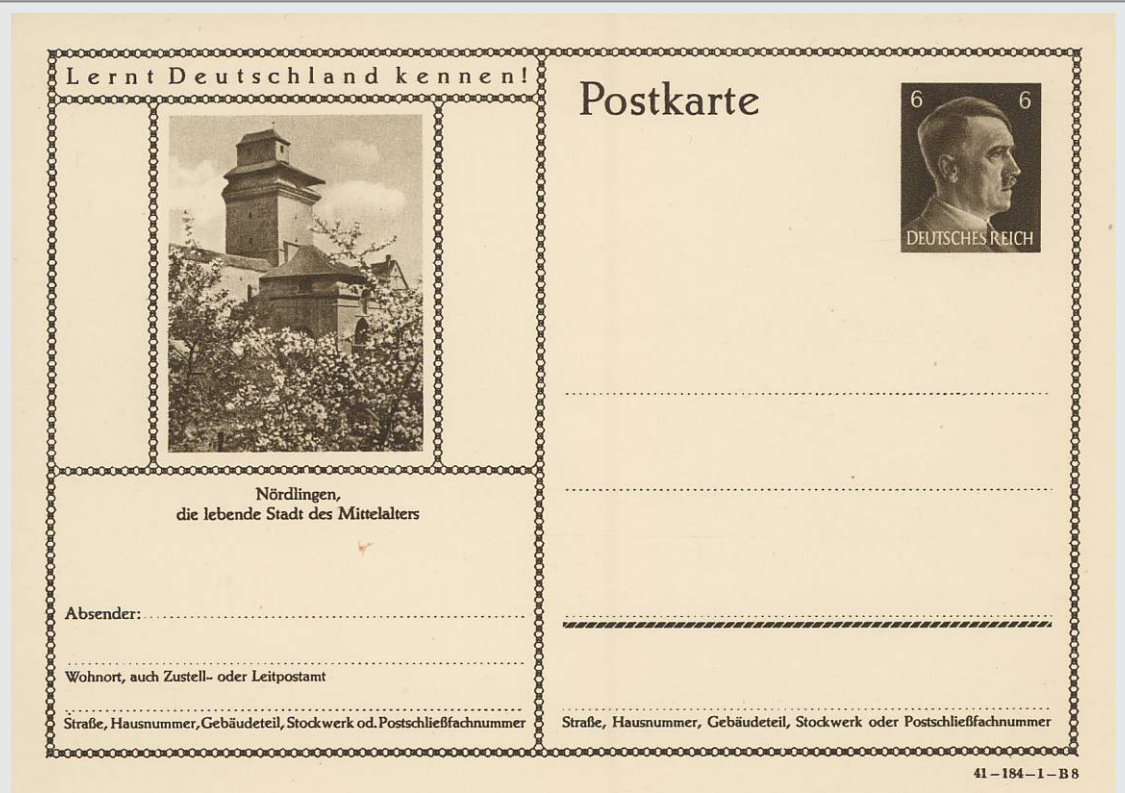 Lernt Deutschland kennen!
Postkarte
6 6
DEUTSCHES REICH
Nördlingen,
die lebende Stadt des Mittelalters
Absender:
Wohnort, auch Zustell- oder Leitpostamt
Straße, Hausnummer, Gebäudeteil, Stockwerk od. Postschließfachnummer
Straße, Hausnummer, Gebäudeteil, Stockwerk oder Postschließfachnummer
41–184–1–B8